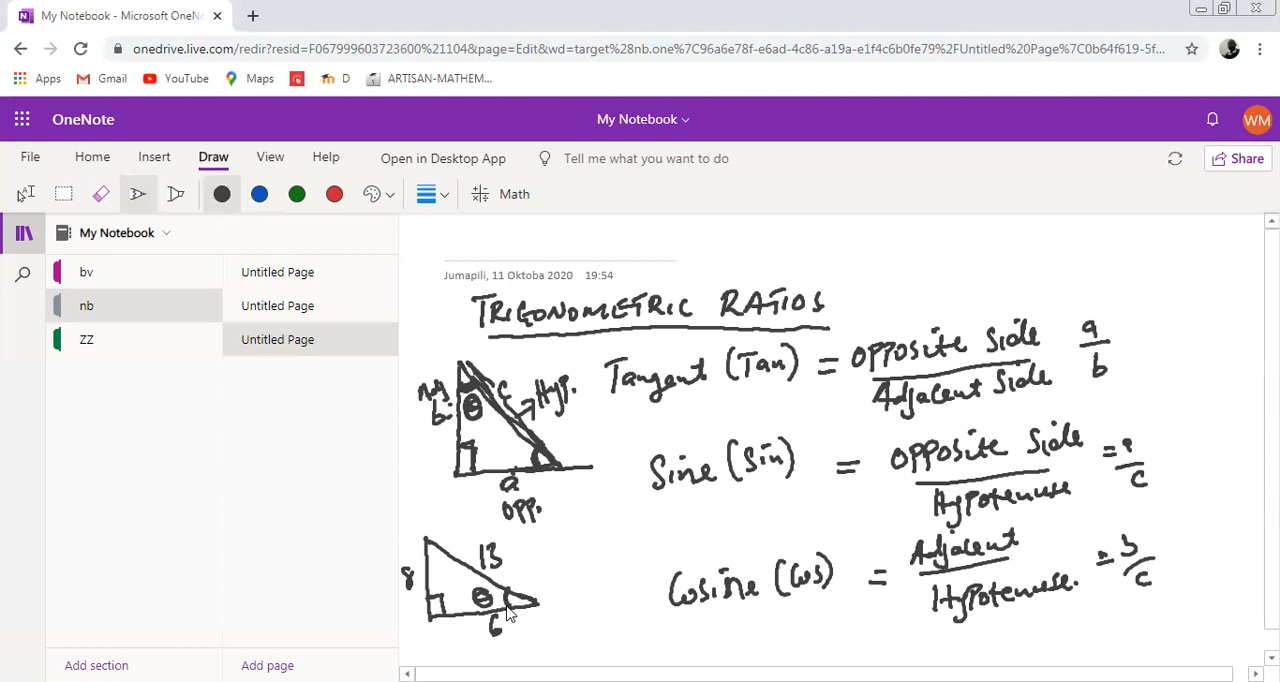 My Notebook - Microsoft OneNo
onedrive.live.com/redir?resid=F067999603723600%21104&page=Edit&wd=target%28nb.one%7C96a6e78f-e6ad-4c86-a19a-e1f4c6b0fe79%2FUntitled%20Page%7C0b64f619-5f...
Apps Gmail YouTube Maps D ARTISAN-MATHEM...
OneNote My Notebook WM
File Home Insert Draw View Help Open in Desktop App Tell me what you want to do Share
Math
My Notebook
bv Untitled Page
nb Untitled Page
ZZ Untitled Page
Add section Add page
Jumapili, 11 Oktoba 2020 19:54
TRIGONOMETRIC RATIOS
Tangent (Tan) = Opposite Side a
Adjacent Side b
Adj c Hyp.
b θ
a
opp.
Sine (Sin) = Opposite Side = a
Hypotenuse c
13
8 θ
6
Cosine (Cos) = Adjacent = b
Hypotenuse. c